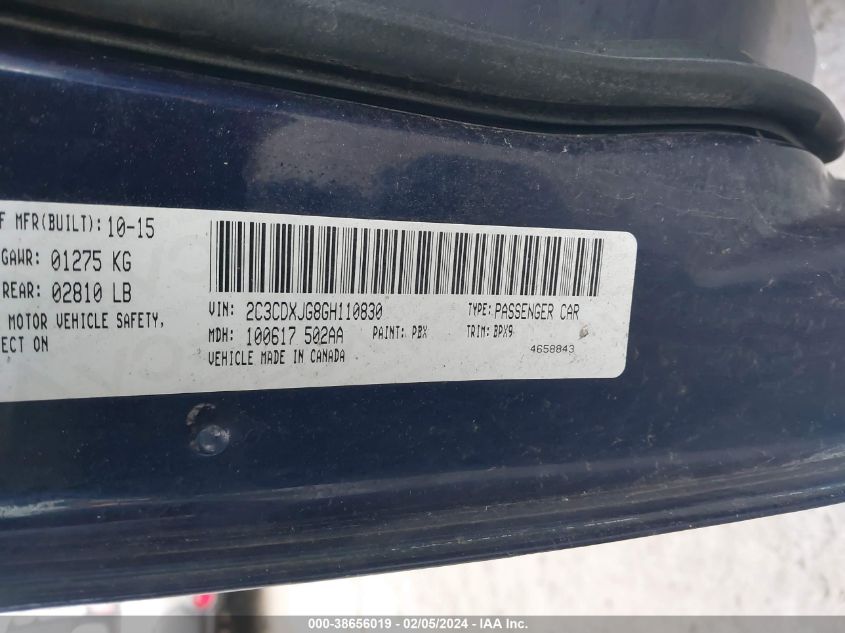 F MFR(BUILT): 10-15
GAWR: 01275 KG
REAR: 02810 LB
MOTOR VEHICLE SAFETY,
ECT ON
VIN: 2C3CDXJG8GH110830
TYPE: PASSENGER CAR
MDH: 100617 502AA
PAINT: PBX
TRIM: BPX9
VEHICLE MADE IN CANADA
4658843
000-38656019 - 02/05/2024 - IAA Inc.